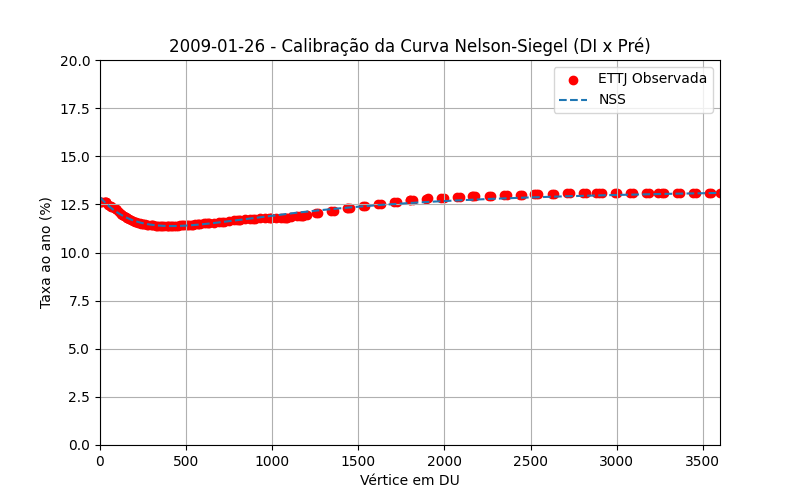 2009-01-26 - Calibração da Curva Nelson-Siegel (DI x Pré)
ETTJ Observada
NSS
Taxa ao ano (%)
20.0
17.5
15.0
12.5
10.0
7.5
5.0
2.5
0.0
0 500 1000 1500 2000 2500 3000 3500
Vértice em DU